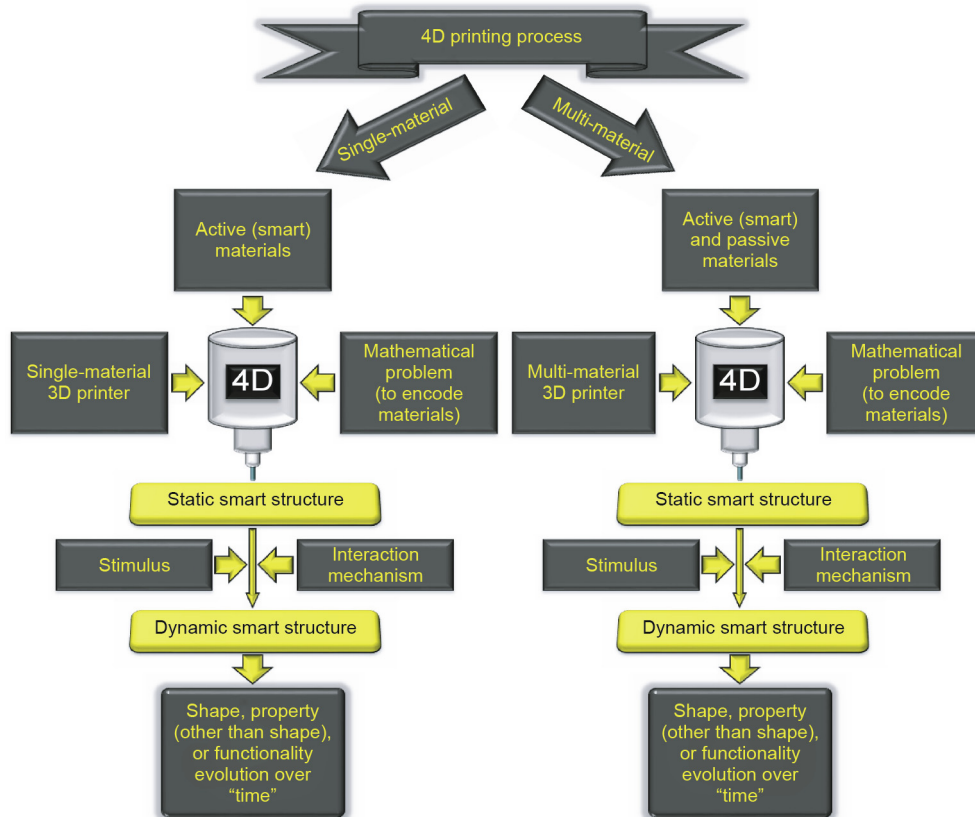 4D printing process
Single-material
Multi-material
Active (smart)
materials
Active (smart)
and passive
materials
Single-material
3D printer
4D
Mathematical
problem
(to encode
materials)
Multi-material
3D printer
4D
Mathematical
problem
(to encode
materials)
Static smart structure
Static smart structure
Stimulus
Interaction
mechanism
Stimulus
Interaction
mechanism
Dynamic smart structure
Dynamic smart structure
Shape, property
(other than shape),
or functionality
evolution over
“time”
Shape, property
(other than shape),
or functionality
evolution over
“time”